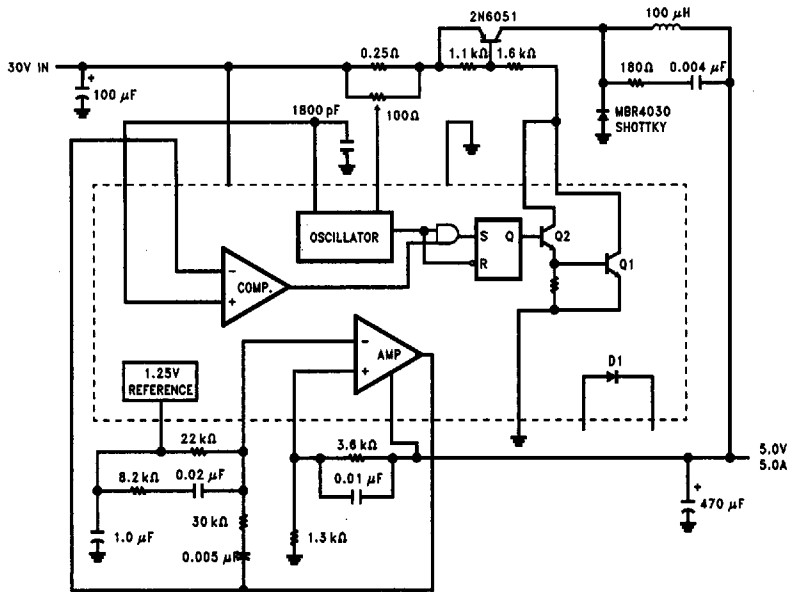 2N6051
100 μH
0.25Ω
1.1 kΩ
1.6 kΩ
30V IN
180Ω
0.004 μF
+
100 μF
1800 pF
100Ω
MBR4030
SHOTTKY
OSCILLATOR
S
Q
R
Q2
Q1
-
COMP.
+
-
AMP
+
D1
1.25V
REFERENCE
22 kΩ
3.6 kΩ
5.0V
5.0A
8.2 kΩ
0.02 μF
0.01 μF
+
470 μF
30 kΩ
1.0 μF
1.3 kΩ
0.005 μF